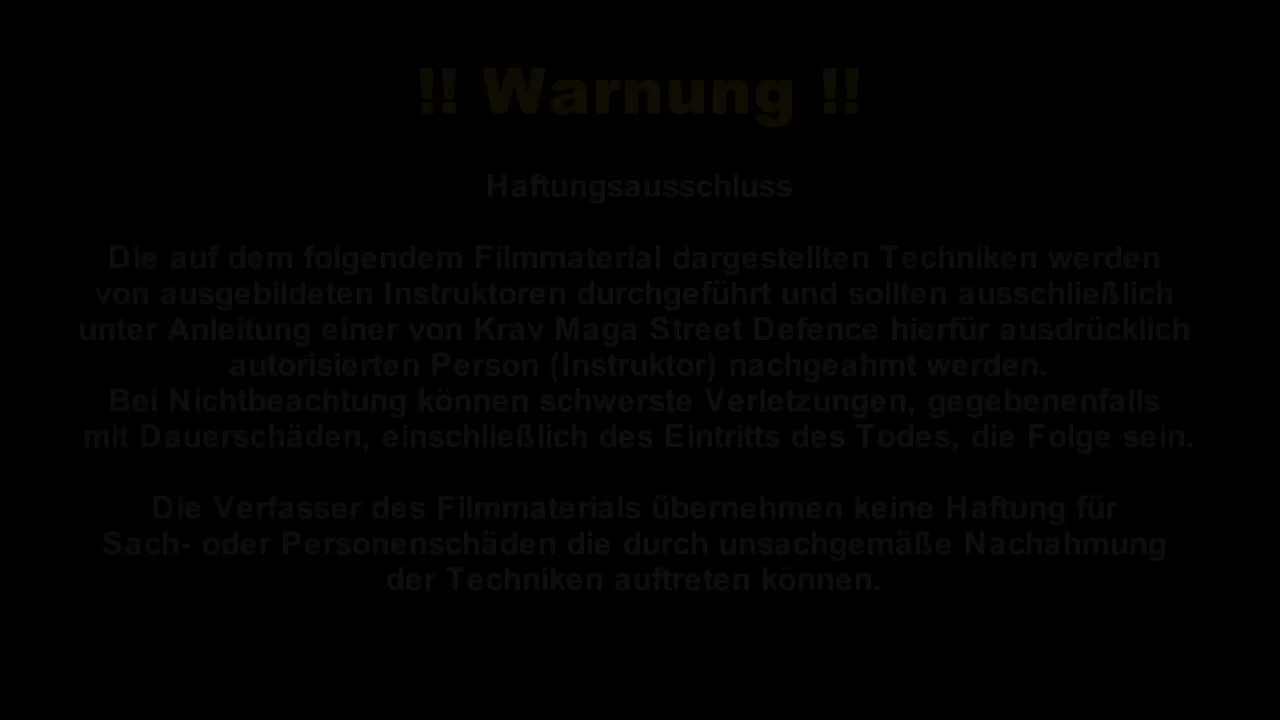 !! Warnung !!
Haftungsausschluss
Die auf dem folgendem Filmmaterial dargestellten Techniken werden
von ausgebildeten Instruktoren durchgeführt und sollten ausschließlich
unter Anleitung einer von Krav Maga Street Defence hierfür ausdrücklich
autorisierten Person (Instruktor) nachgeahmt werden.
Bei Nichtbeachtung können schwerste Verletzungen, gegebenenfalls
mit Dauerschäden, einschließlich des Eintritts des Todes, die Folge sein.
Die Verfasser des Filmmaterials übernehmen keine Haftung für
Sach- oder Personenschäden die durch unsachgemäße Nachahmung
der Techniken auftreten können.